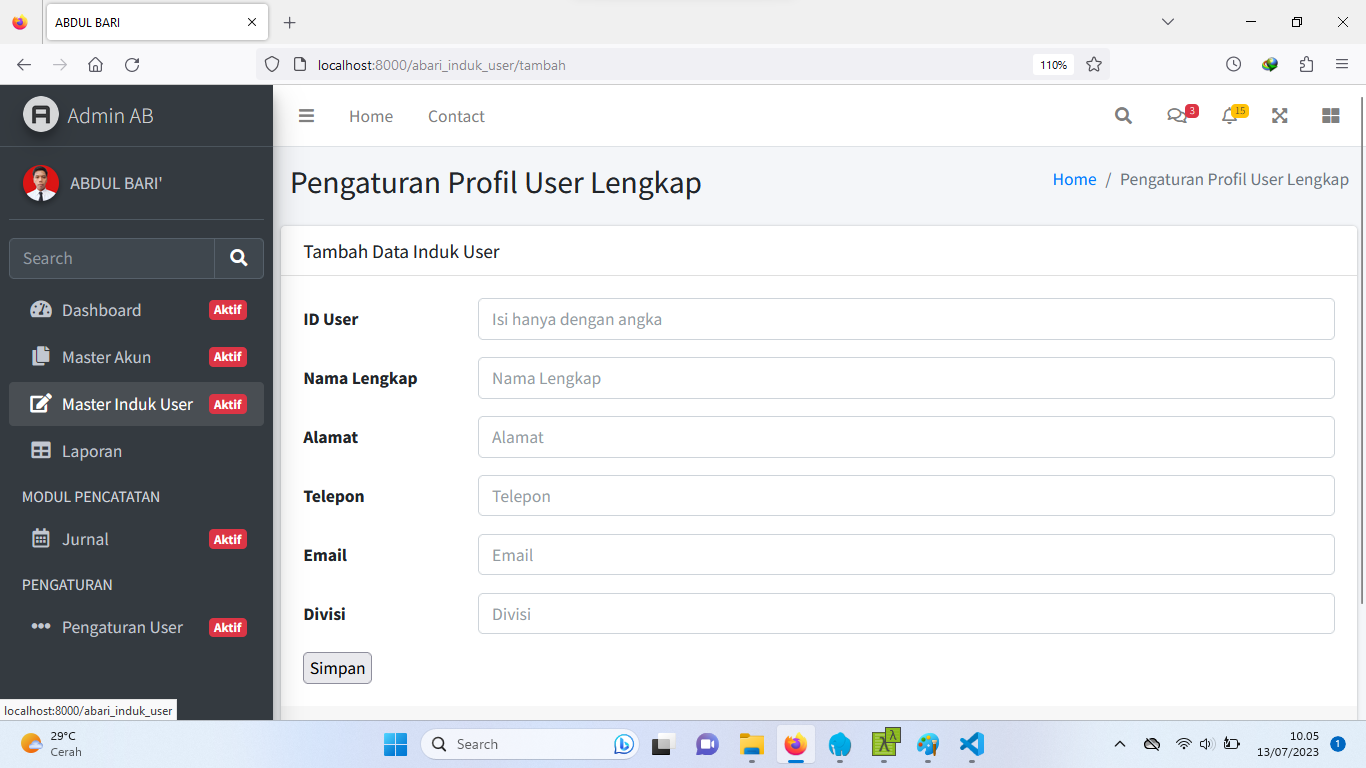 ABDUL BARI
localhost:8000/abari_induk_user/tambah
110%
Admin AB
Home
Contact
3
15
ABDUL BARI'
Pengaturan Profil User Lengkap
Home / Pengaturan Profil User Lengkap
Search
Dashboard Aktif
Master Akun Aktif
Master Induk User Aktif
Laporan
MODUL PENCATATAN
Jurnal Aktif
PENGATURAN
Pengaturan User Aktif
Tambah Data Induk User
ID User Isi hanya dengan angka
Nama Lengkap Nama Lengkap
Alamat Alamat
Telepon Telepon
Email Email
Divisi Divisi
Simpan
localhost:8000/abari_induk_user
29°C
Cerah
Search
10.05
13/07/2023
1